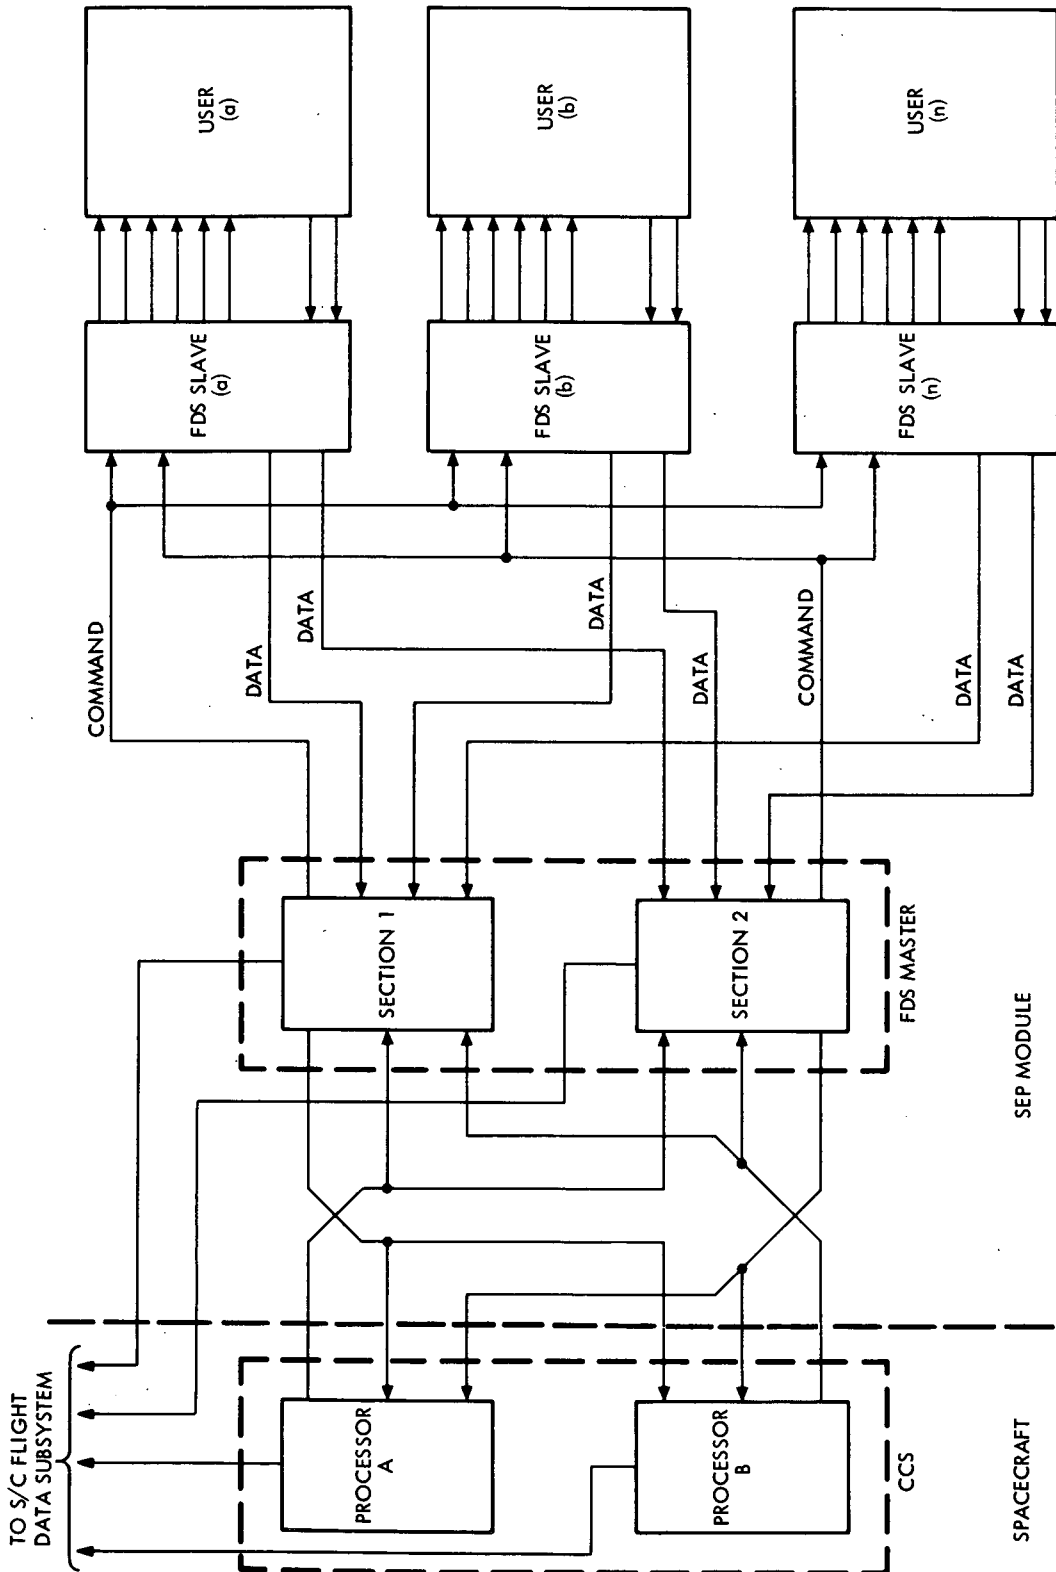 TO S/C FLIGHT
DATA SUBSYSTEM
PROCESSOR
A
PROCESSOR
B
CCS
SPACECRAFT
SECTION 1
SECTION 2
FDS MASTER
SEP MODULE
COMMAND
DATA
DATA
DATA
DATA
COMMAND
DATA
DATA
FDS SLAVE
(a)
FDS SLAVE
(b)
FDS SLAVE
(n)
USER
(a)
USER
(b)
USER
(n)